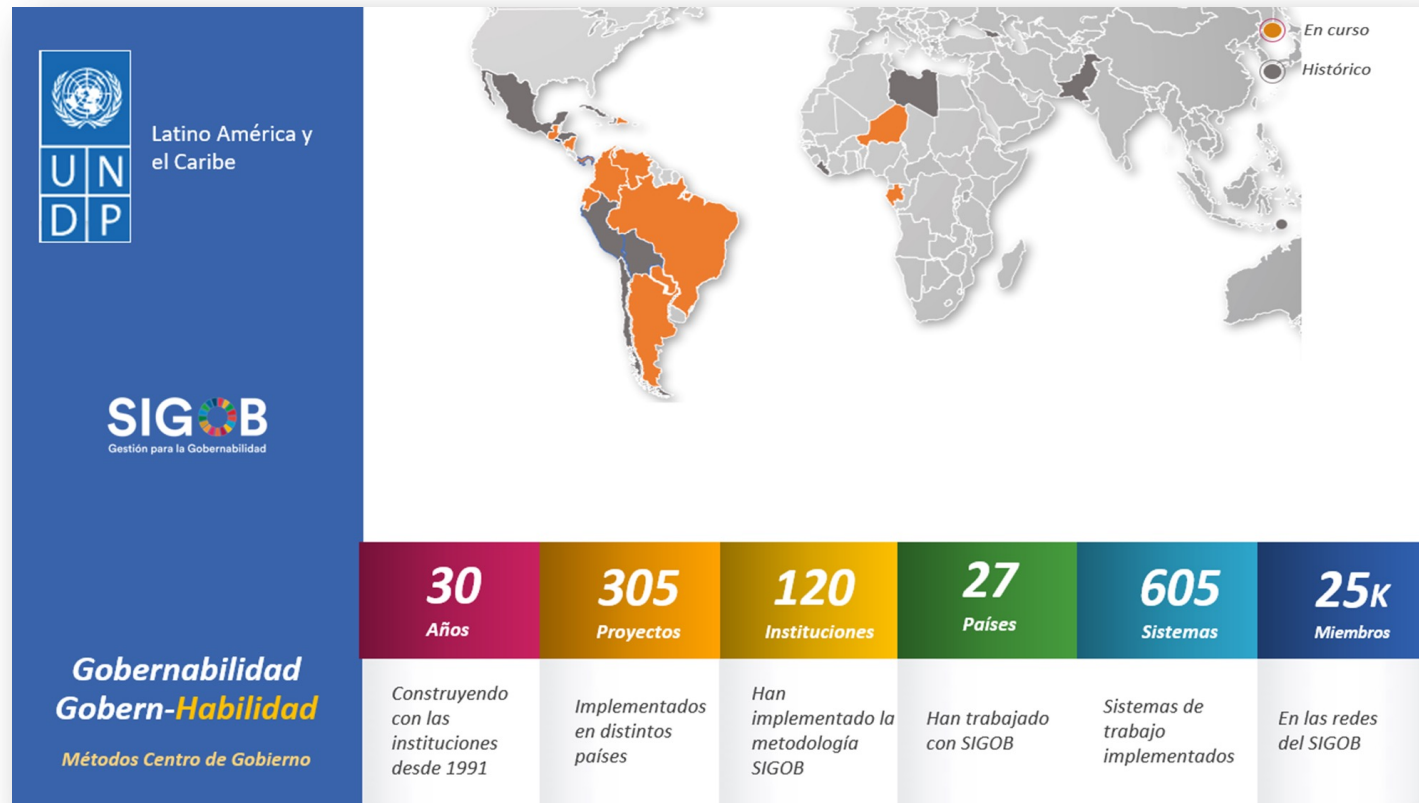 UN
DP
Latino América y
el Caribe
SIGOB
Gestión para la Gobernabilidad
Gobernabilidad
Gobern-Habilidad
Métodos Centro de Gobierno
En curso
Histórico
30
Años
Construyendo
con las
instituciones
desde 1991
305
Proyectos
Implementados
en distintos
países
120
Instituciones
Han
implementado la
metodología
SIGOB
27
Países
Han trabajado
con SIGOB
605
Sistemas
Sistemas de
trabajo
implementados
25K
Miembros
En las redes
del SIGOB